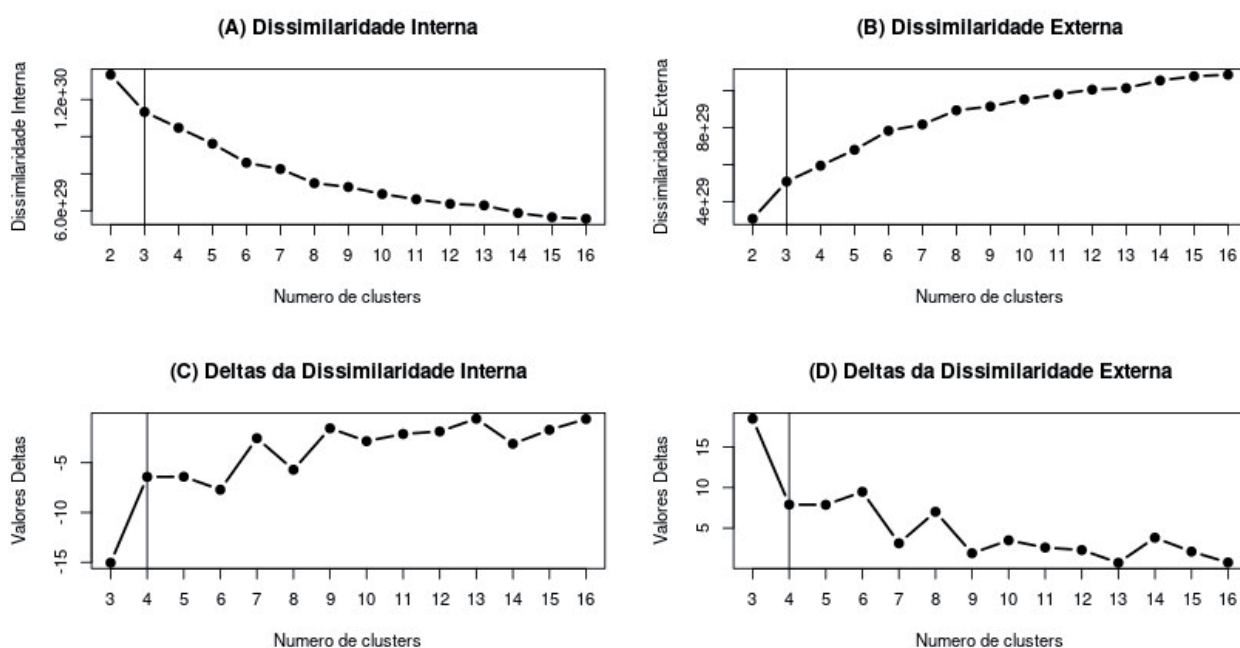 (A) Dissimilaridade Interna
Dissimilaridade Interna
1.2e+30
6.0e+29
2 3 4 5 6 7 8 9 10 11 12 13 14 15 16
Numero de clusters
(B) Dissimilaridade Externa
Dissimilaridade Externa
8e+29
4e+29
2 3 4 5 6 7 8 9 10 11 12 13 14 15 16
Numero de clusters
(C) Deltas da Dissimilaridade Interna
Valores Deltas
-5
-10
-15
3 4 5 6 7 8 9 10 11 12 13 14 15 16
Numero de clusters
(D) Deltas da Dissimilaridade Externa
Valores Deltas
15
10
5
3 4 5 6 7 8 9 10 11 12 13 14 15 16
Numero de clusters